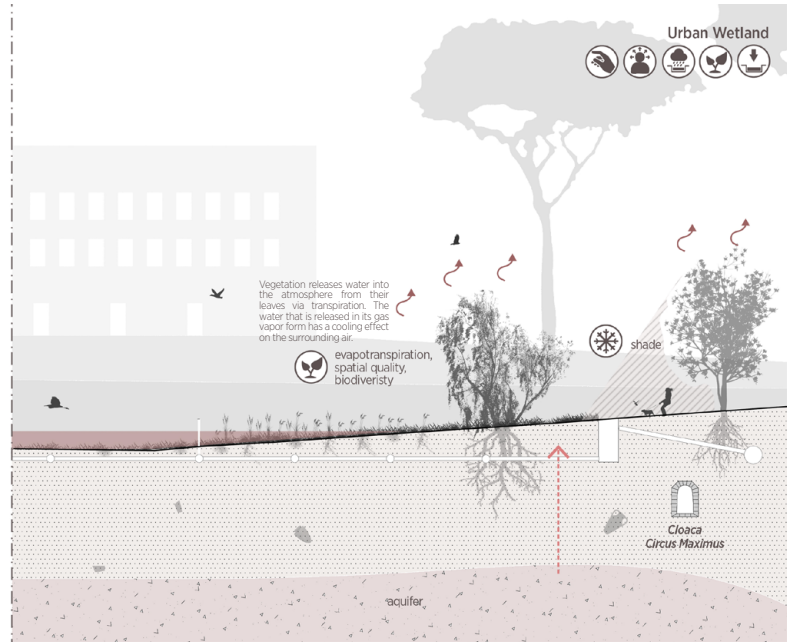 Urban Wetland
Vegetation releases water into
the atmosphere from their
leaves via transpiration. The
water that is released in its gas
vapor form has a cooling effect
on the surrounding air.
evapotranspiration,
spatial quality,
biodiveristy
shade
Cloaca
Circus Maximus
aquifer